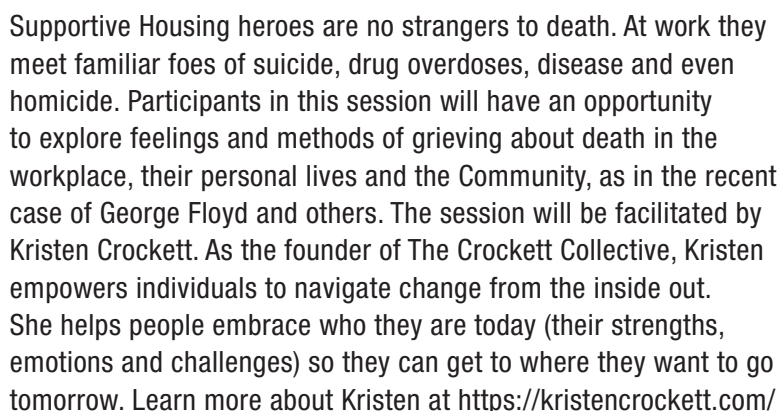 Supportive Housing heroes are no strangers to death. At work they
meet familiar foes of suicide, drug overdoses, disease and even
homicide. Participants in this session will have an opportunity
to explore feelings and methods of grieving about death in the
workplace, their personal lives and the Community, as in the recent
case of George Floyd and others. The session will be facilitated by
Kristen Crockett. As the founder of The Crockett Collective, Kristen
empowers individuals to navigate change from the inside out.
She helps people embrace who they are today (their strengths,
emotions and challenges) so they can get to where they want to go
tomorrow. Learn more about Kristen at https://kristencrockett.com/